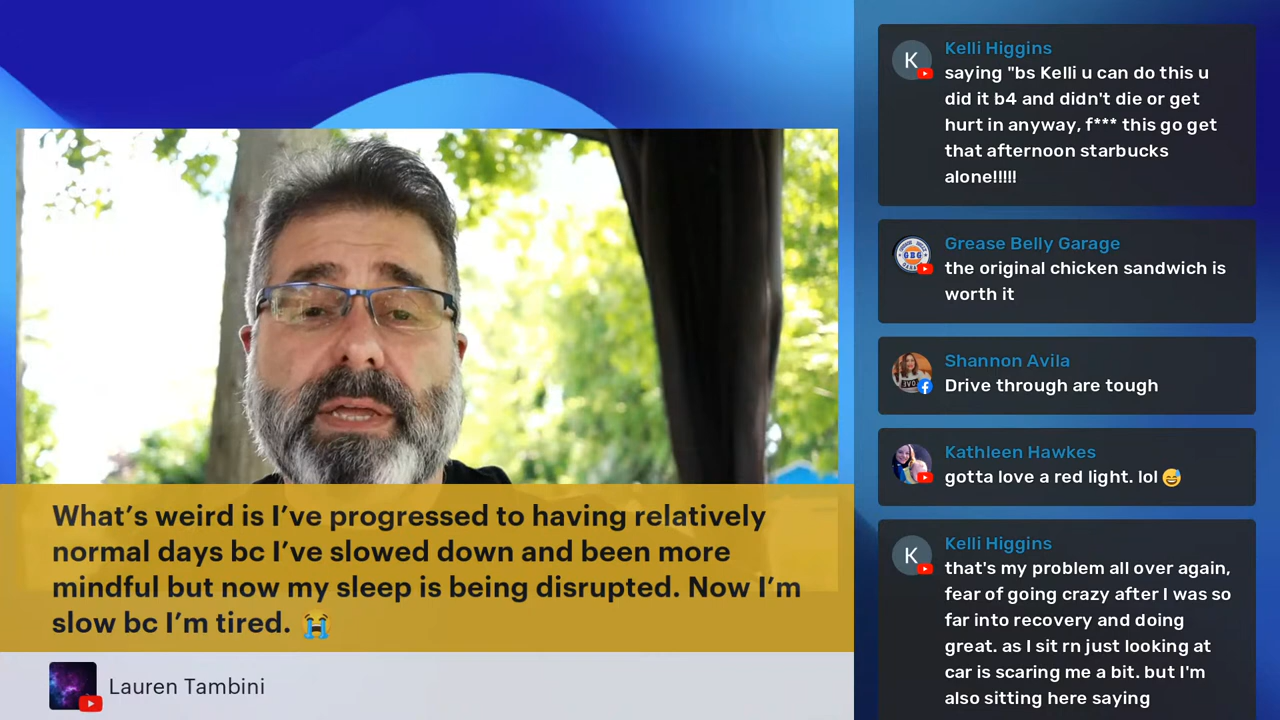 What's weird is I've progressed to having relatively
normal days bc I've slowed down and been more
mindful but now my sleep is being disrupted. Now I'm
slow bc I'm tired. 😭
Lauren Tambini
K
Kelli Higgins
saying "bs Kelli u can do this u
did it b4 and didn't die or get
hurt in anyway, f*** this go get
that afternoon starbucks
alone!!!!!
GBG
Grease Belly Garage
the original chicken sandwich is
worth it
Shannon Avila
Drive through are tough
Kathleen Hawkes
gotta love a red light. lol 😅
K
Kelli Higgins
that's my problem all over again,
fear of going crazy after I was so
far into recovery and doing
great. as I sit rn just looking at
car is scaring me a bit. but I'm
also sitting here saying